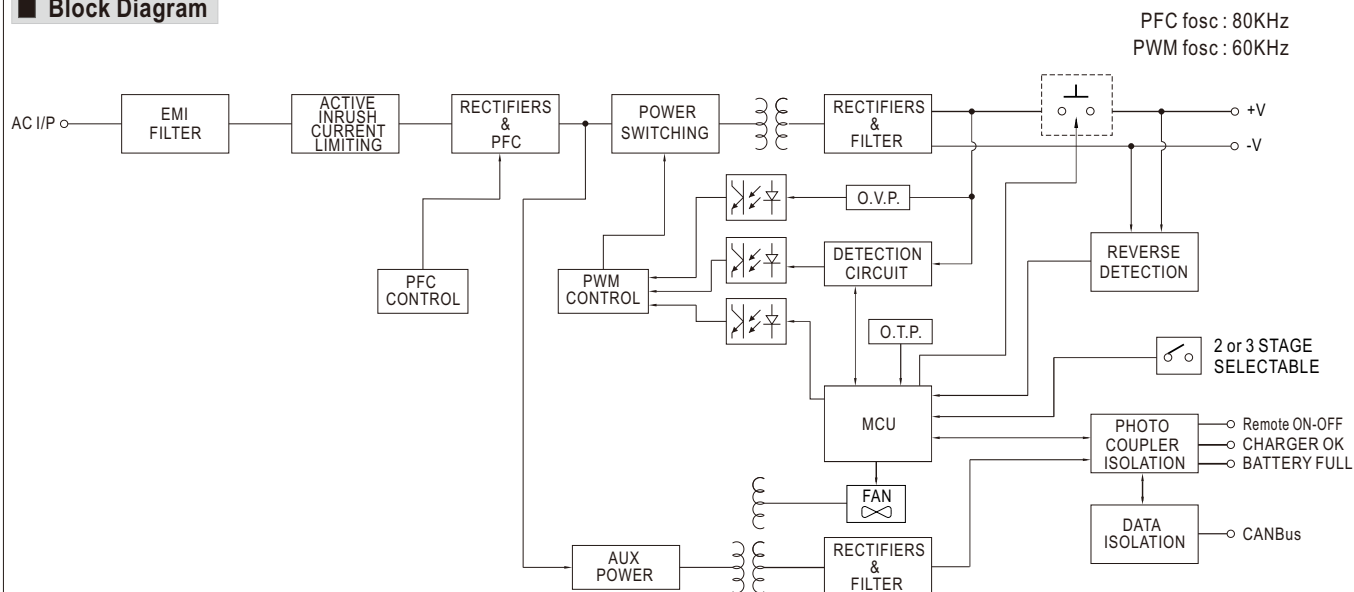 ■ Block Diagram
PFC fosc : 80KHz
PWM fosc : 60KHz
AC I/P
EMI
FILTER
ACTIVE
INRUSH
CURRENT
LIMITING
RECTIFIERS
&
PFC
POWER
SWITCHING
RECTIFIERS
&
FILTER
+V
-V
O.V.P.
DETECTION
CIRCUIT
REVERSE
DETECTION
PFC
CONTROL
PWM
CONTROL
O.T.P.
2 or 3 STAGE
SELECTABLE
MCU
PHOTO
COUPLER
ISOLATION
Remote ON-OFF
CHARGER OK
BATTERY FULL
FAN
DATA
ISOLATION
CANBus
AUX
POWER
RECTIFIERS
&
FILTER